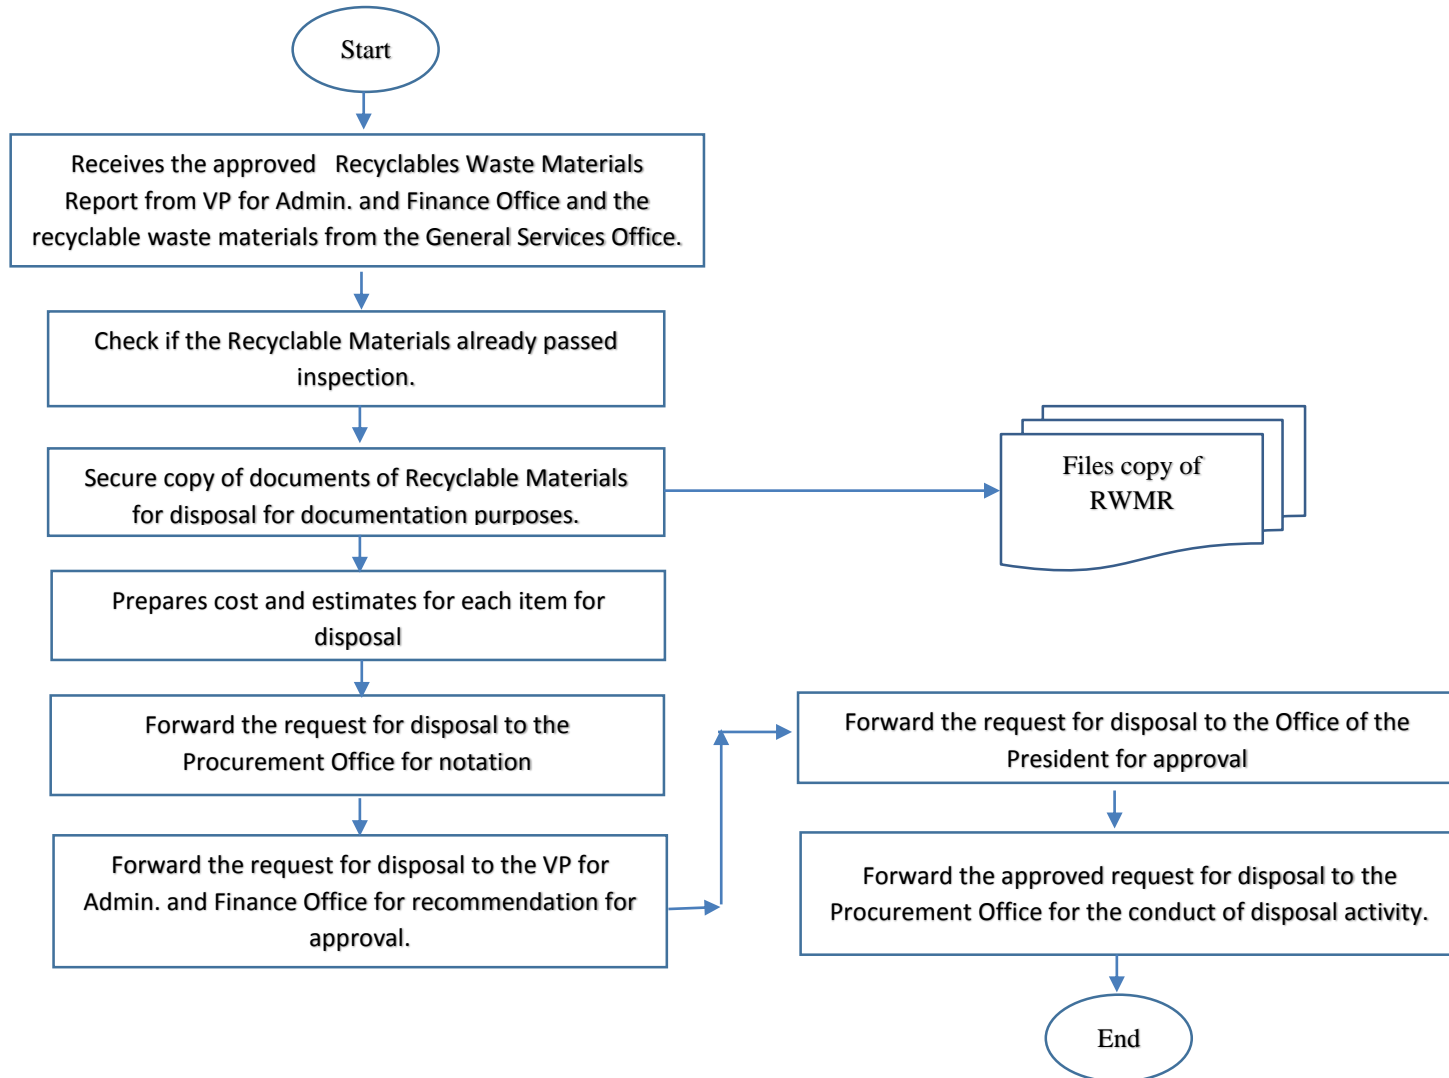 Start
Receives the approved Recyclables Waste Materials
Report from VP for Admin. and Finance Office and the
recyclable waste materials from the General Services Office.
Check if the Recyclable Materials already passed
inspection.
Secure copy of documents of Recyclable Materials
for disposal for documentation purposes.
Files copy of
RWMR
Prepares cost and estimates for each item for
disposal
Forward the request for disposal to the
Procurement Office for notation
Forward the request for disposal to the VP for
Admin. and Finance Office for recommendation for
approval.
Forward the request for disposal to the Office of the
President for approval
Forward the approved request for disposal to the
Procurement Office for the conduct of disposal activity.
End